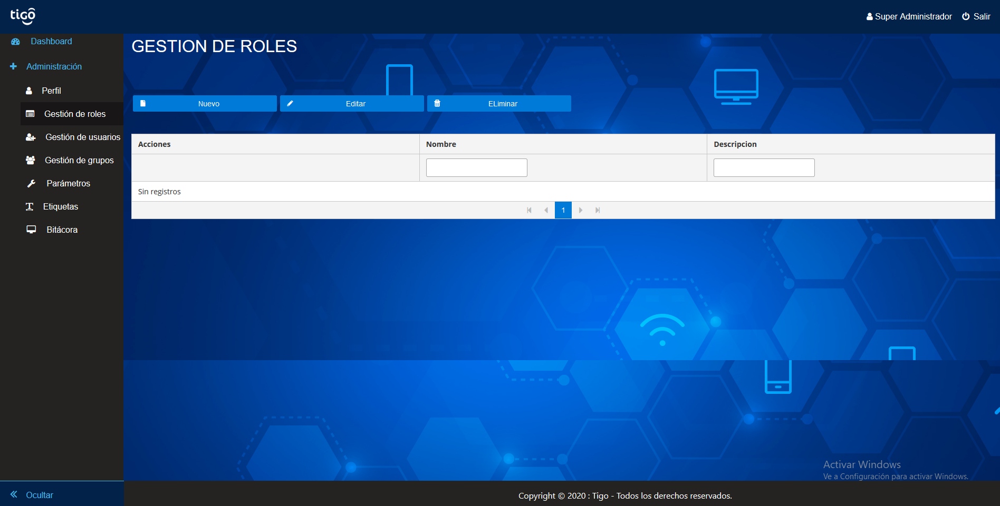 tigo
Super Administrador
Salir
Dashboard
Administración
Perfil
Gestión de roles
Gestión de usuarios
Gestión de grupos
Parámetros
Etiquetas
Bitácora
Ocultar
GESTION DE ROLES
Nuevo
Editar
ELiminar
Acciones
Nombre
Descripcion
Sin registros
1
Activar Windows
Ve a Configuración para activar Windows.
Copyright © 2020 : Tigo - Todos los derechos reservados.